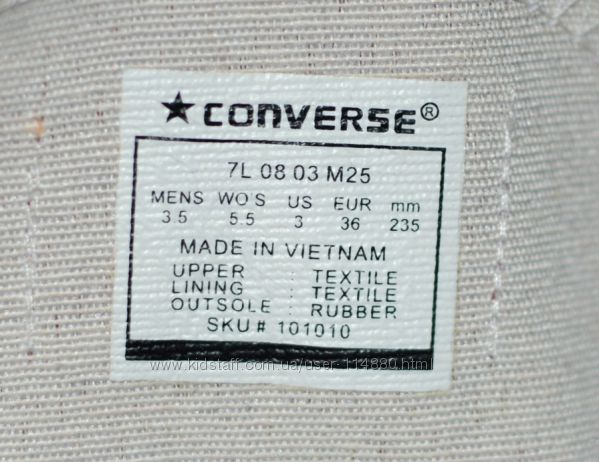 ★CONVERSE®
7L 08 03 M25
MENS WO'S US EUR mm
3.5 5.5 3 36 235
MADE IN VIETNAM
UPPER : TEXTILE
LINING : TEXTILE
OUTSOLE : RUBBER
SKU # 101010
© www.kidstaff.com.ua/user-114880.html